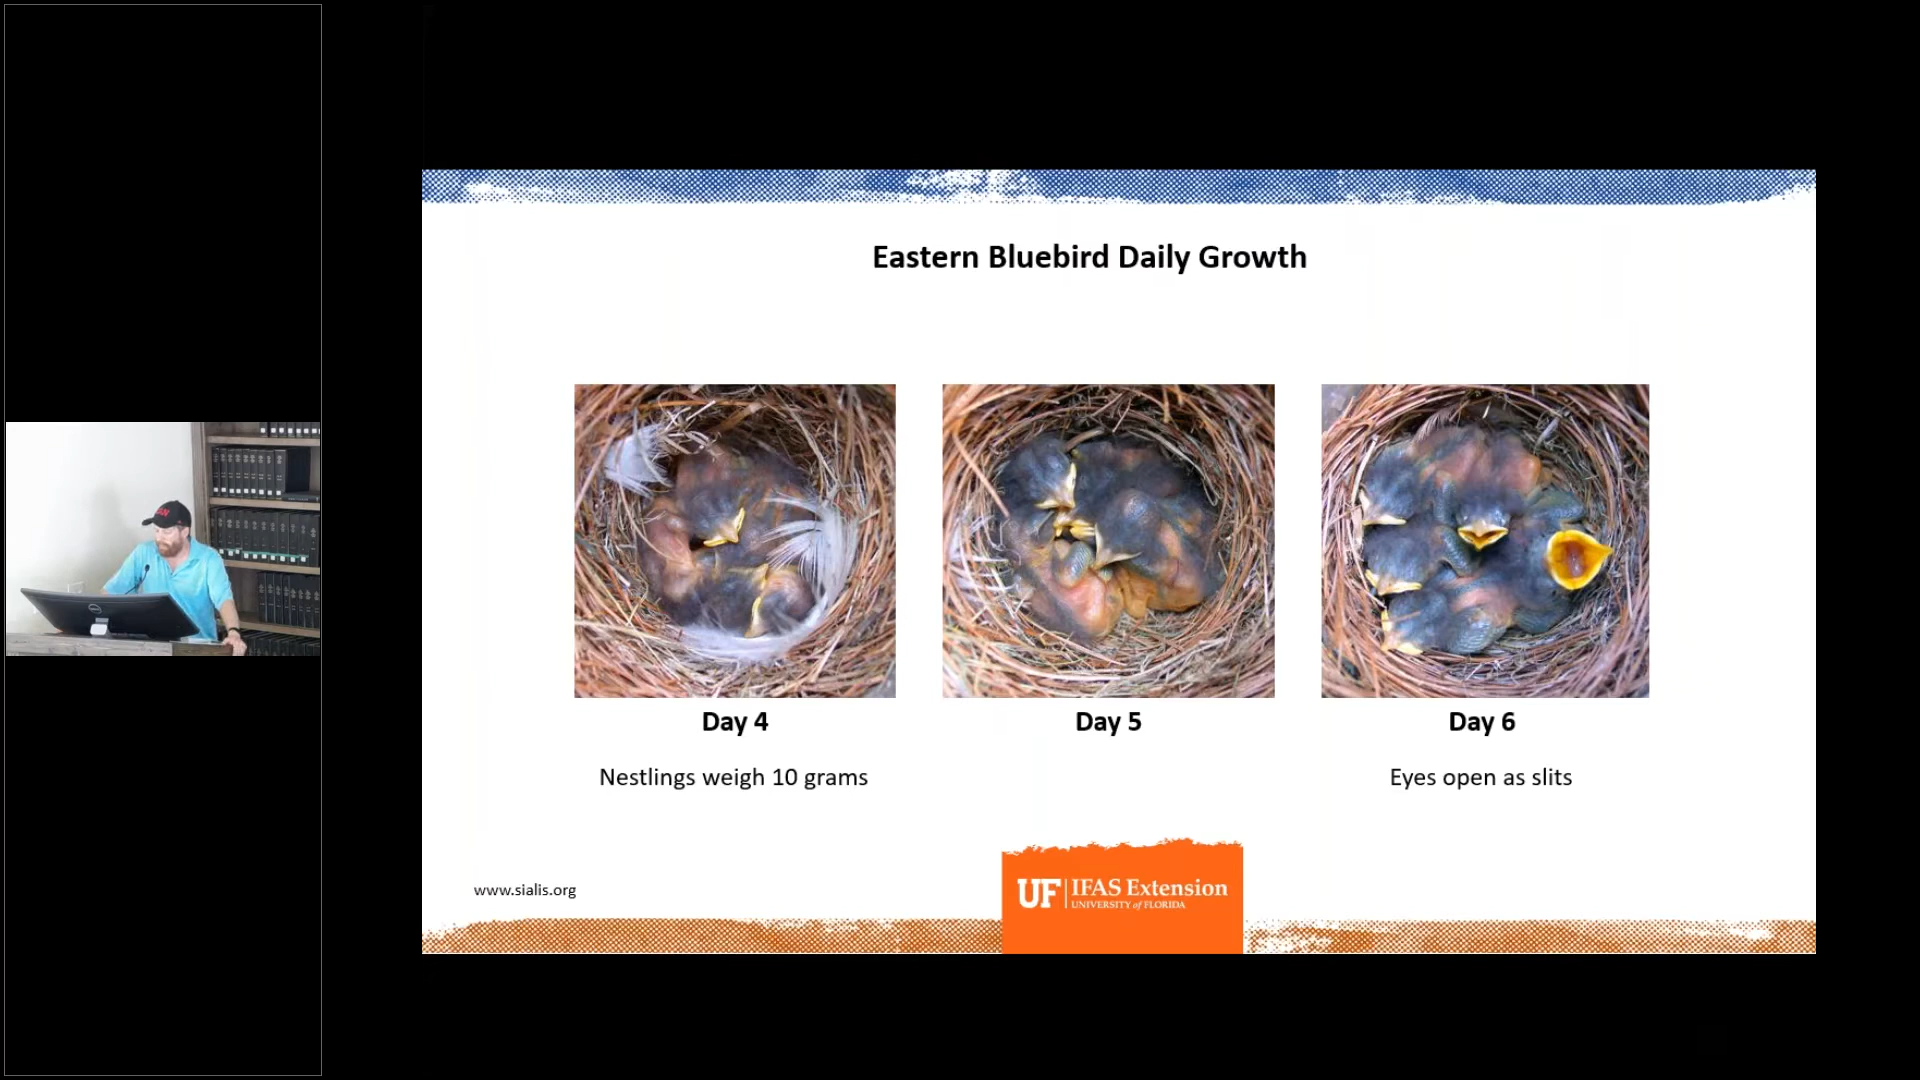 Eastern Bluebird Daily Growth
Day 4
Day 5
Day 6
Nestlings weigh 10 grams
Eyes open as slits
www.sialis.org
UF IFAS Extension
UNIVERSITY of FLORIDA
DELL